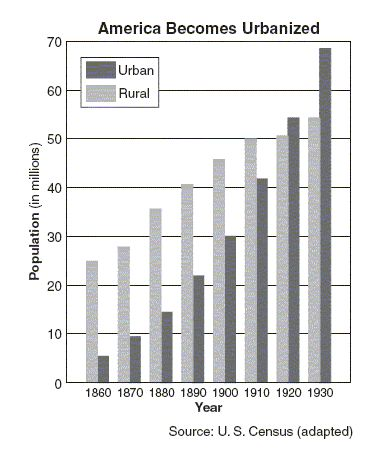 America Becomes Urbanized
70
60
50
40
30
20
10
0
Population (in millions)
Urban
Rural
1860 1870 1880 1890 1900 1910 1920 1930
Year
Source: U. S. Census (adapted)